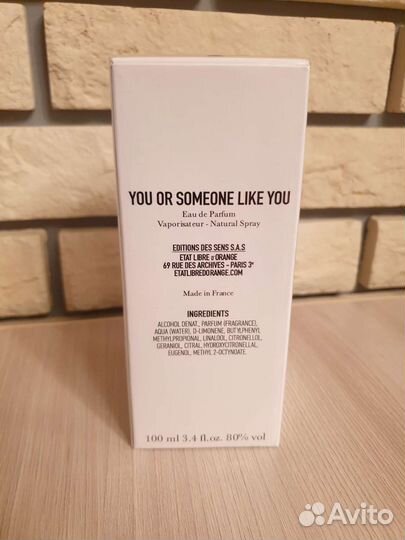 YOU OR SOMEONE LIKE YOU
Eau de Parfum
Vaporisateur - Natural Spray
EDITIONS DES SENS S.A.S
ETAT LIBRE d'ORANGE
69 RUE DES ARCHIVES - PARIS 3ᵉ
ETATLIBREDORANGE.COM
Made in France
INGREDIENTS
ALCOHOL DENAT., PARFUM (FRAGRANCE),
AQUA (WATER), D-LIMONENE, BUTYLPHENYL
METHYLPROPIONAL, LINALOOL, CITRONELLOL,
GERANIOL, CITRAL, HYDROXYCITRONELLAL,
EUGENOL, METHYL 2-OCTYNOATE.
100 ml 3.4 fl.oz. 80% vol
Avito